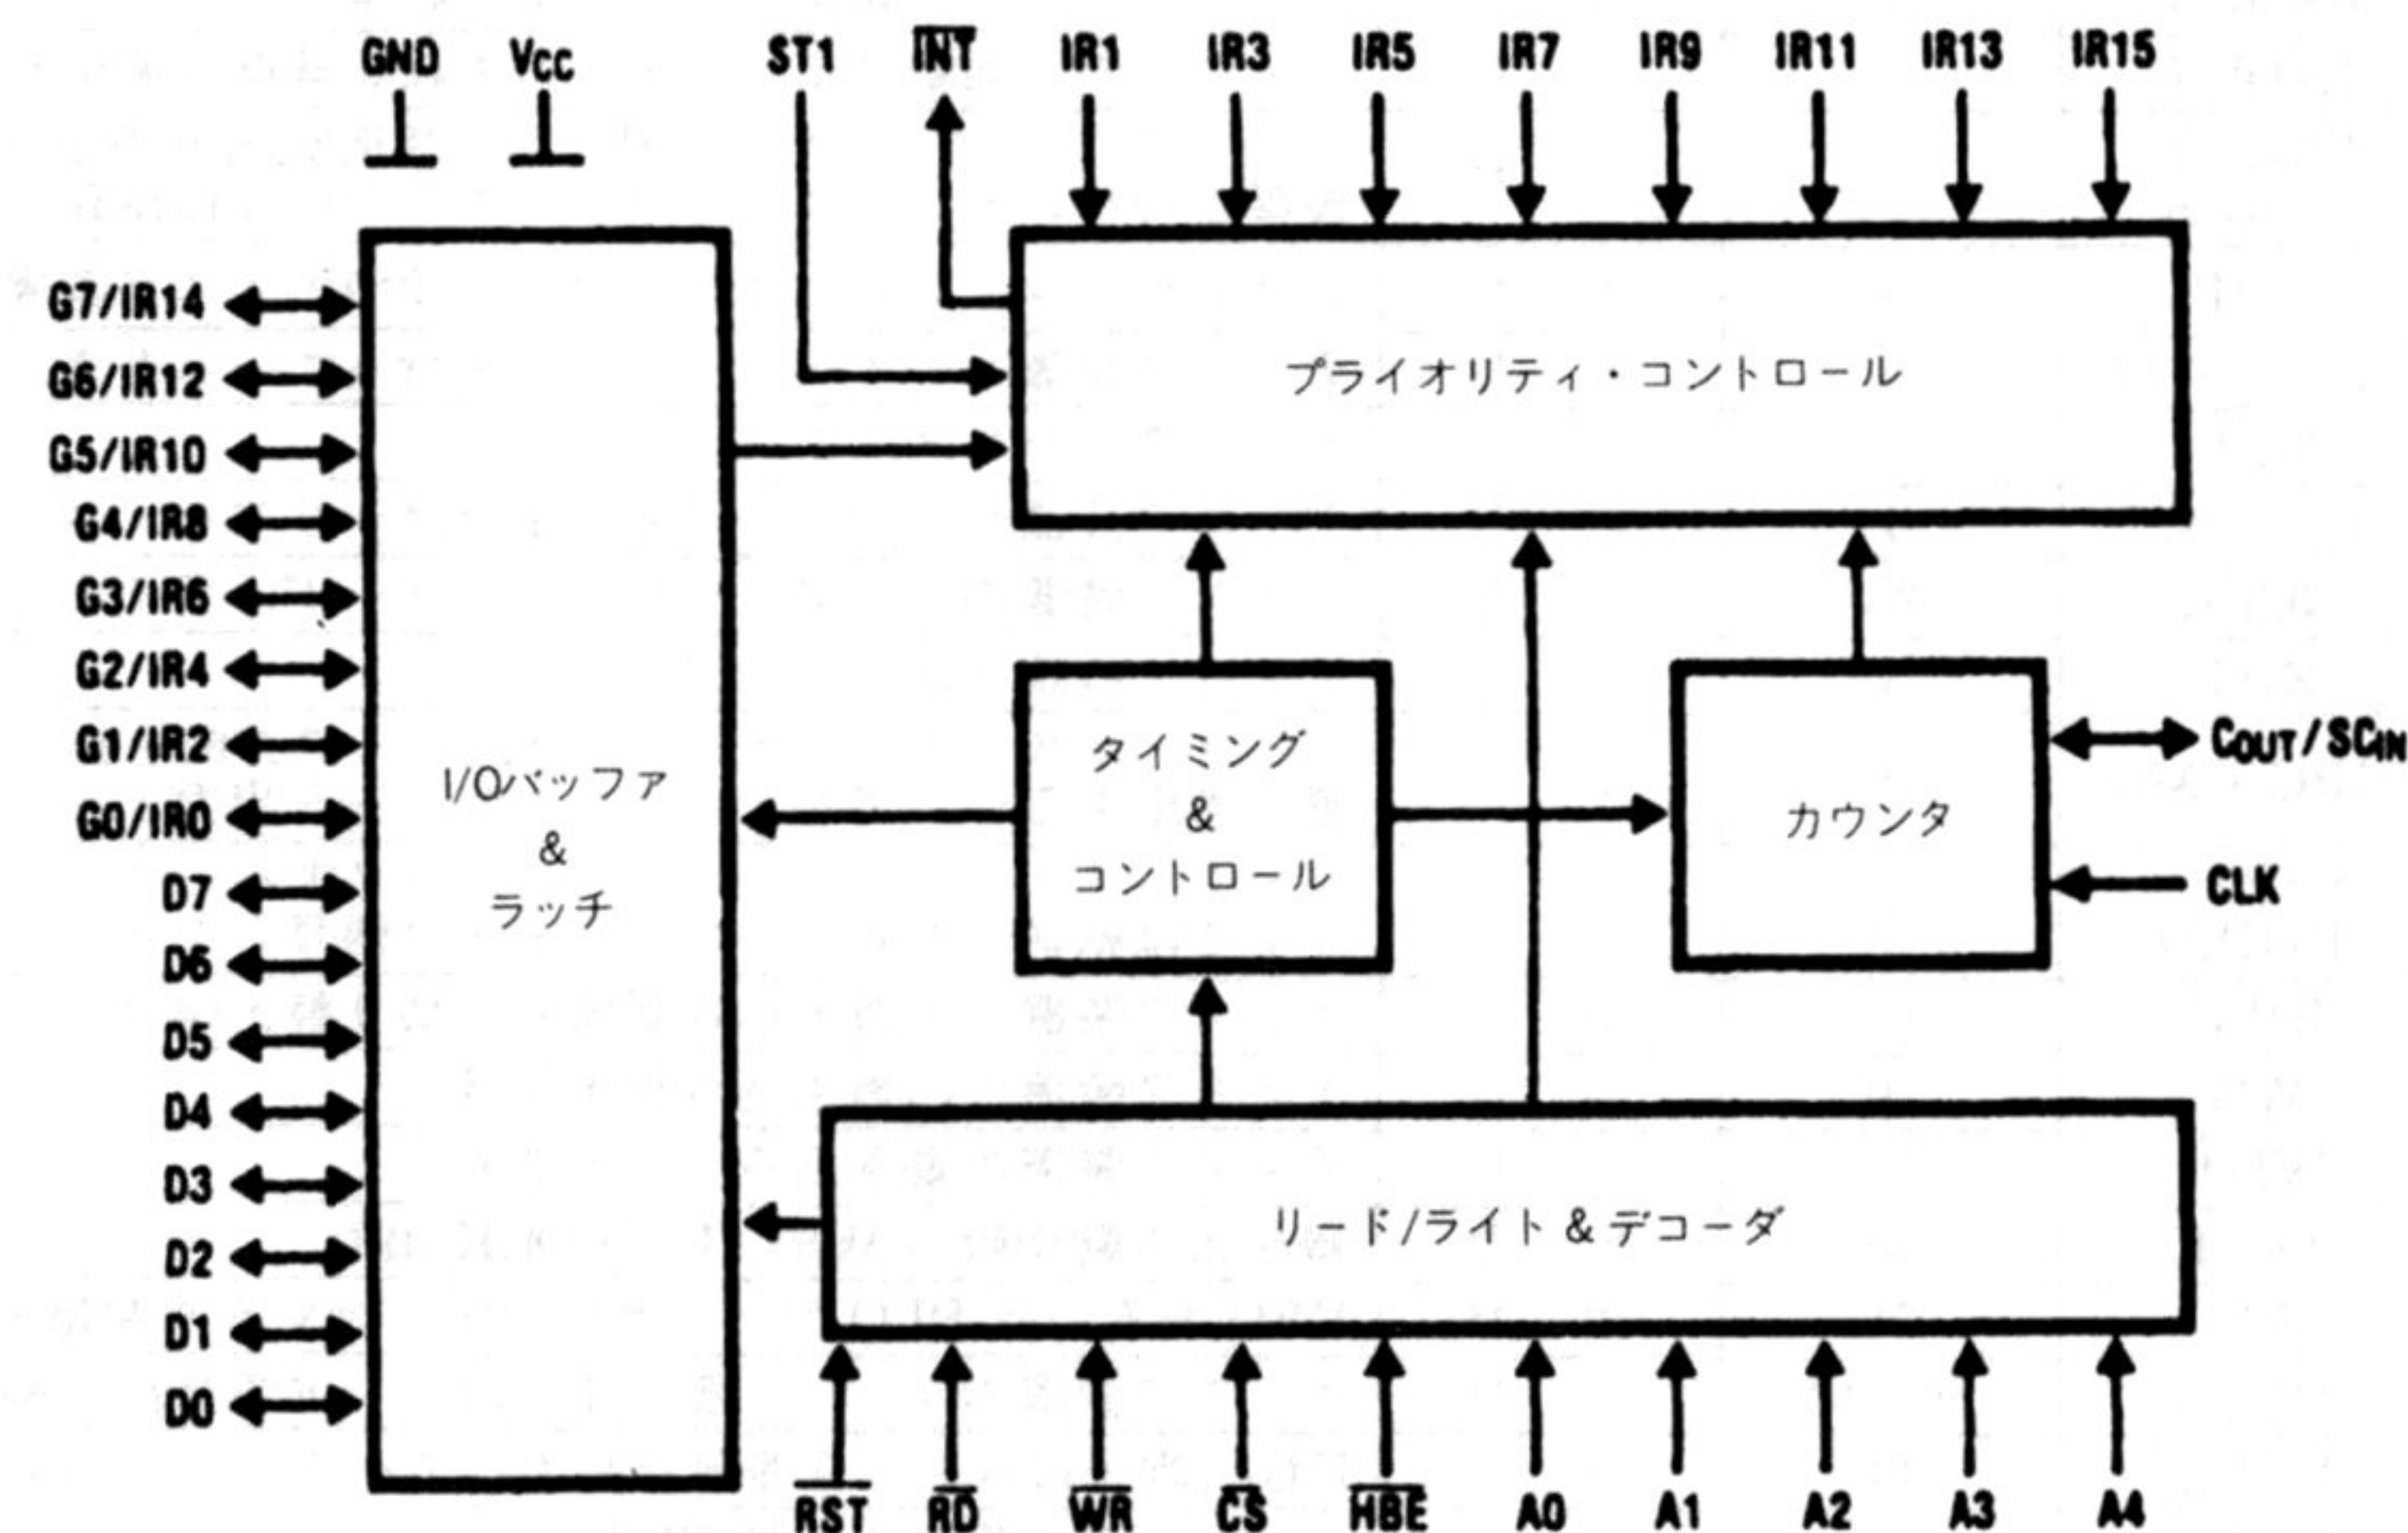 GND VCC ST1 INT IR1 IR3 IR5 IR7 IR9 IR11 IR13 IR15
G7/IR14
G6/IR12
G5/IR10
G4/IR8
G3/IR6
G2/IR4
G1/IR2
G0/IR0
D7
D6
D5
D4
D3
D2
D1
D0
I/Oバッファ
&
ラッチ
プライオリティ・コントロール
タイミング
&
コントロール
カウンタ
COUT/SCIN
CLK
リード/ライト&デコーダ
RST RD WR CS HBE A0 A1 A2 A3 A4